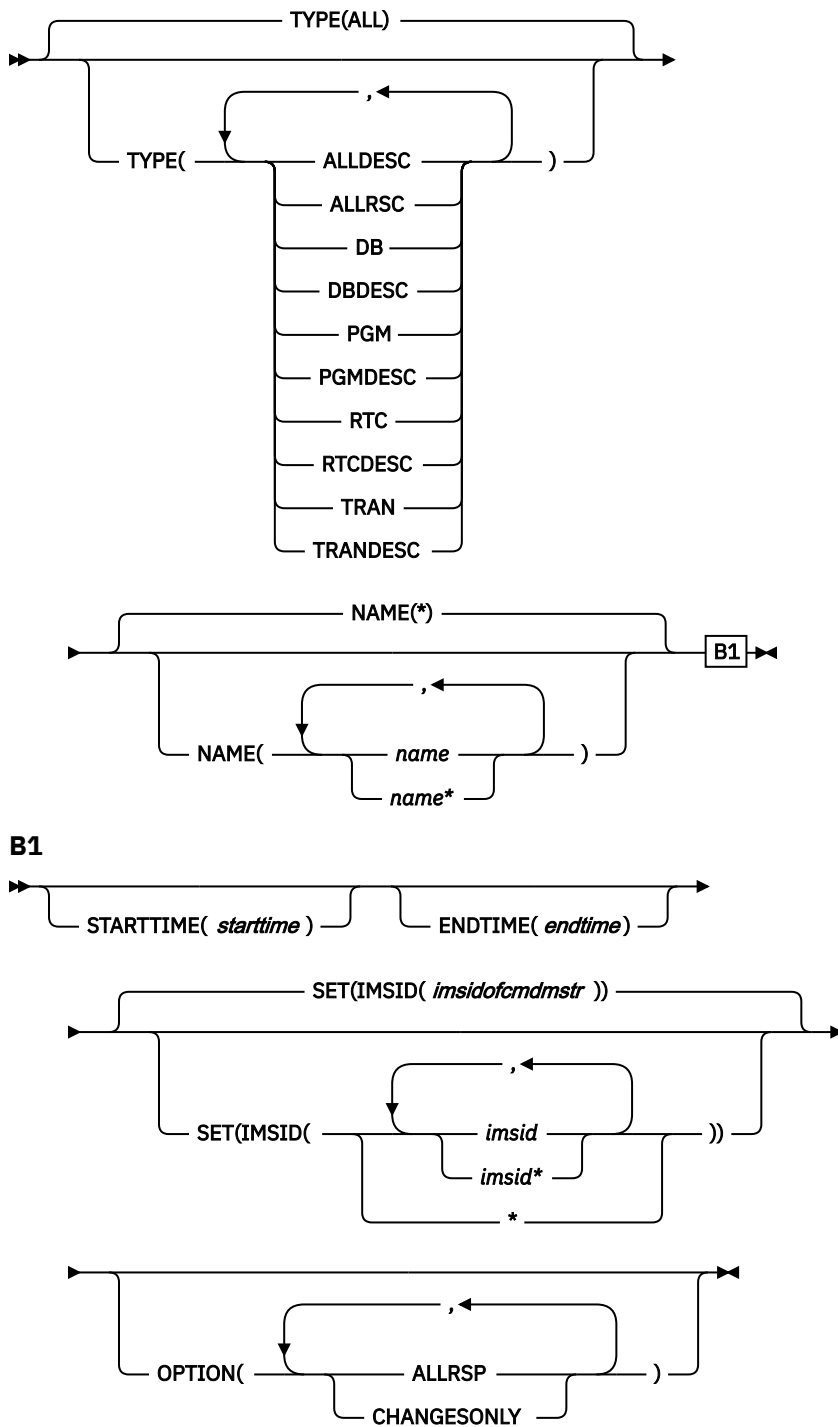 TYPE(ALL)
,
TYPE( ALLDESC )
ALLRSC
DB
DBDESC
PGM
PGMDESC
RTC
RTCDESC
TRAN
TRANDESC
NAME(*)
B1
,
NAME( name )
name*
B1
STARTTIME( starttime ) ENDTIME( endtime )
SET(IMSID( imsidofcmdmstr ))
,
SET(IMSID( imsid ))
imsid*
*
,
OPTION( ALLRSP )
CHANGESONLY